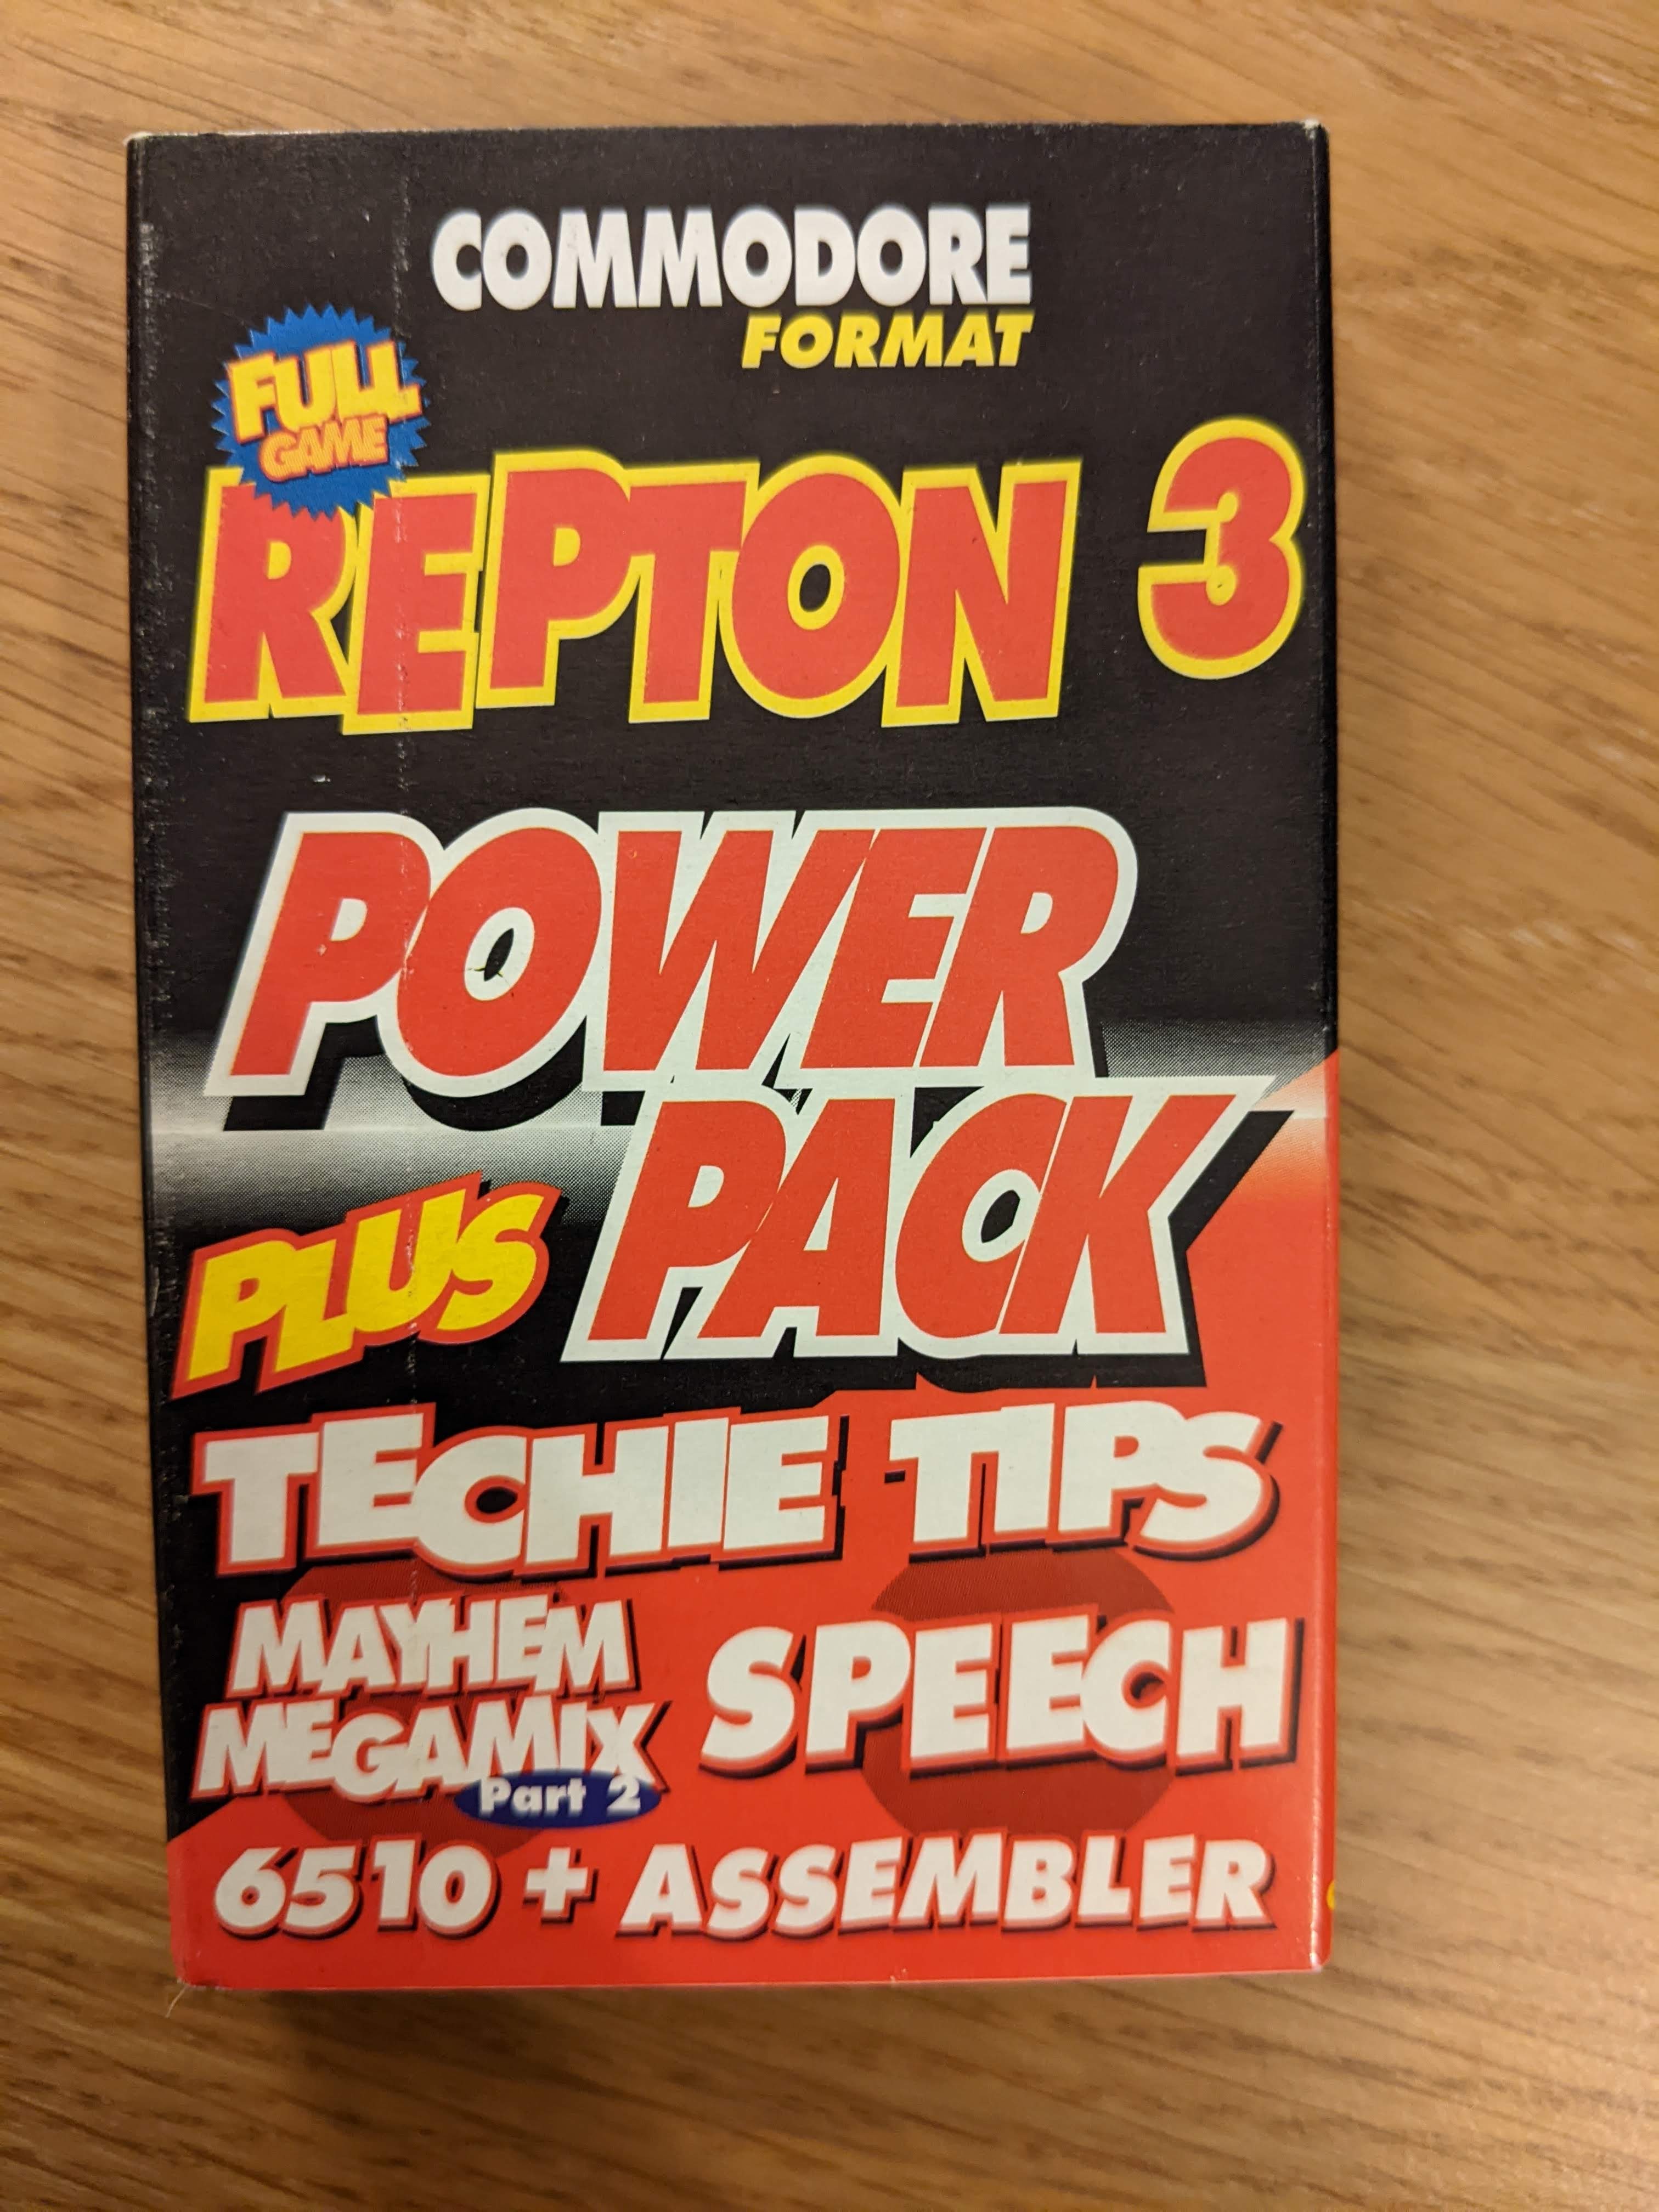 COMMODORE
FORMAT
FULL
GAME
REPTON 3
POWER
PACK
PLUS
TECHIE TIPS
MAYHEM
MEGAMIX
Part 2
SPEECH
6510 + ASSEMBLER